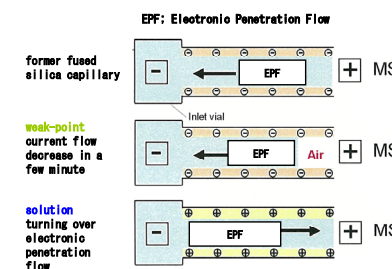 EPF: Electronic Penetration Flow
former fused
silica capillary
⊖ ⊖ ⊖ ⊖ ⊖ ⊖
−
EPF
+
MS
⊖ ⊖ ⊖ ⊖ ⊖ ⊖
Inlet vial
weak-point
current flow
decrease in a
few minute
⊖ ⊖ ⊖ ⊖ ⊖ ⊖
−
EPF
Air
+
MS
⊖ ⊖ ⊖ ⊖ ⊖ ⊖
solution
turning over
electronic
penetration
flow
⊕ ⊕ ⊕ ⊕ ⊕ ⊕
−
EPF
+
MS
⊕ ⊕ ⊕ ⊕ ⊕ ⊕